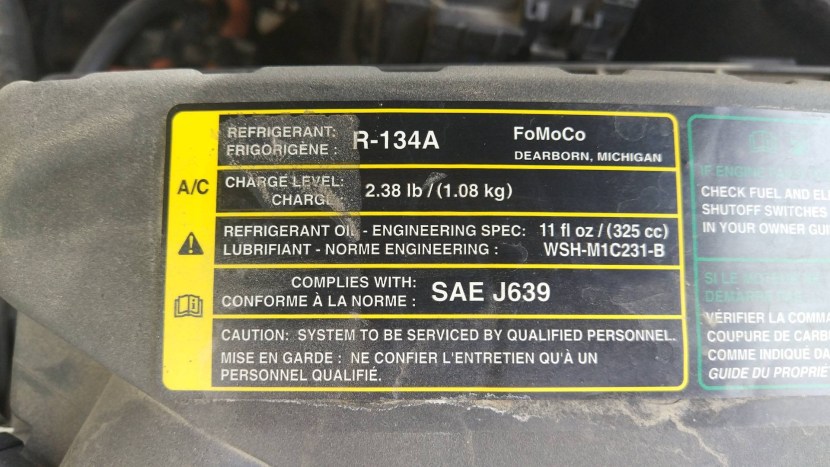 REFRIGERANT: R-134A FoMoCo
FRIGORIGÈNE : DEARBORN, MICHIGAN
A/C
CHARGE LEVEL: 2.38 lb / (1.08 kg)
CHARGE
REFRIGERANT OIL - ENGINEERING SPEC: 11 fl oz / (325 cc)
LUBRIFIANT - NORME ENGINEERING : WSH-M1C231-B
COMPLIES WITH: SAE J639
CONFORME À LA NORME :
CAUTION: SYSTEM TO BE SERVICED BY QUALIFIED PERSONNEL.
MISE EN GARDE : NE CONFIER L'ENTRETIEN QU'À UN
PERSONNEL QUALIFIÉ.
IF ENGI
CHECK FUEL AND EL
SHUTOFF SWITCHES
IN YOUR OWNER GUI
SI LE
VÉRIFIER LA COMMA
COUPURE DE CARB
COMME INDIQUÉ DA
GUIDE DU PROPRIÉT